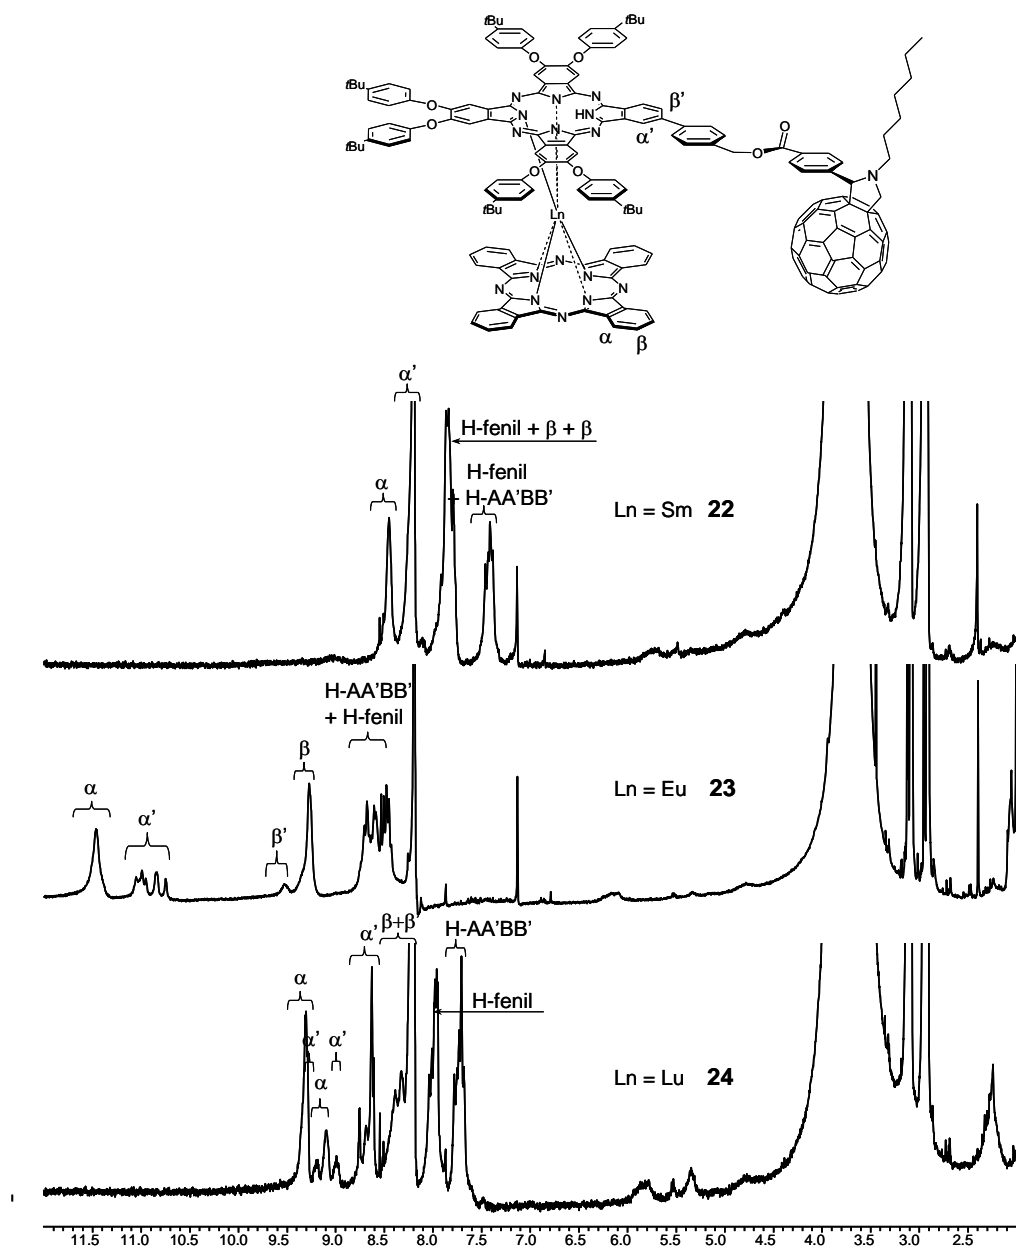 tBu
tBu
tBu
O
O
N
N
N
N
HN
N
N
N
O
O
tBu
O
O
tBu
tBu
β'
α'
O
O
N
Ln
N
N
N
N
N
N
N
N
α
β
α'
H-fenil + β + β
H-fenil
+ H-AA'BB'
α
Ln = Sm 22
H-AA'BB'
+ H-fenil
β
α
α'
β'
Ln = Eu 23
β+β'
α'
H-AA'BB'
α
H-fenil
α'
α'
α
Ln = Lu 24
11.5 11.0 10.5 10.0 9.5 9.0 8.5 8.0 7.5 7.0 6.5 6.0 5.5 5.0 4.5 4.0 3.5 3.0 2.5